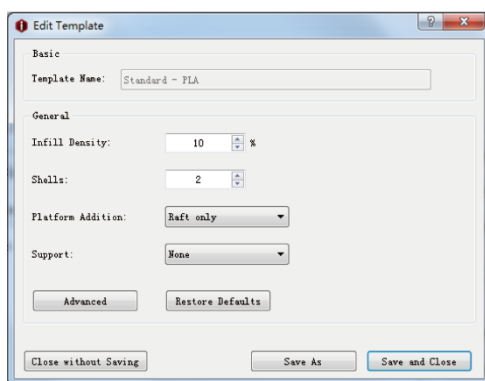 Edit Template
Basic
Template Name: Standard - PLA
General
Infill Density: 10 %
Shells: 2
Platform Addition: Raft only
Support: None
Advanced Restore Defaults
Close without Saving Save As Save and Close